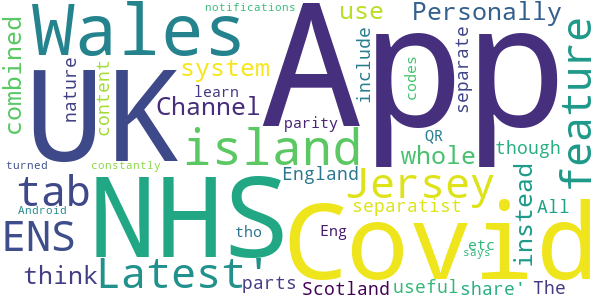 notifications
Wales
App
use
Personally
feature
combined
UK
nature
content
system
include
codes
separate
learn
Channel
parity
QR
though
island
whole
turned
constantly
England
Jersey
instead
All
tab
NHS
Android
separatist
tho
Eng
Covid
etc
says
ENS
Latest'
think
parts
Scotland
useful
share'
The